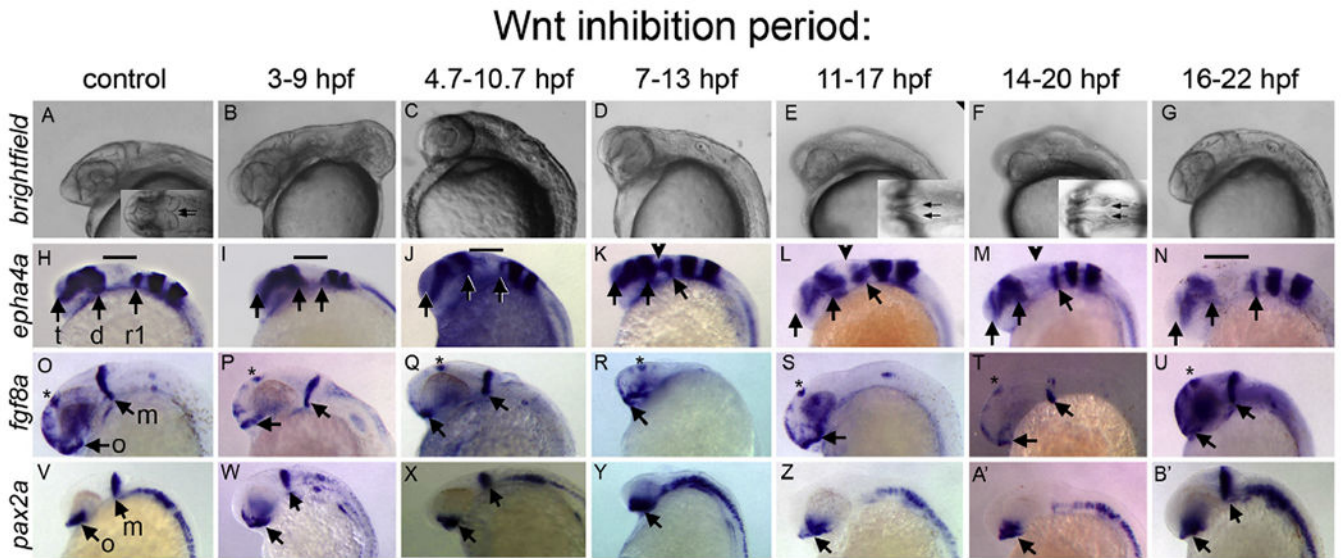 Wnt inhibition period:
control 3-9 hpf 4.7-10.7 hpf 7-13 hpf 11-17 hpf 14-20 hpf 16-22 hpf
brightfield
A B C D E F G
epha4a
H I J K L M N
t d r1
fgf8a
O P Q R S T U
* * * * * * *
m
o
pax2a
V W X Y Z A' B'
m
o